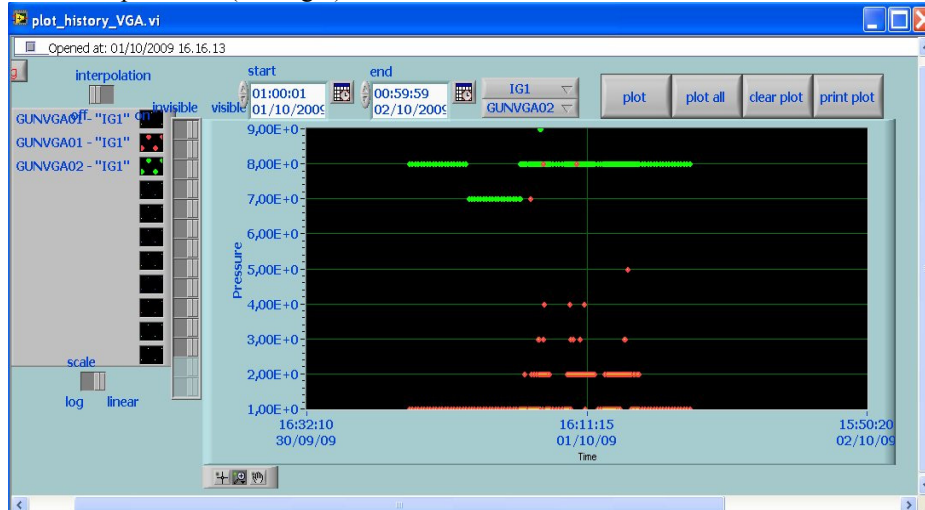 plot_history_VGA.vi
Opened at: 01/10/2009 16.16.13
interpolation
off on
invisible visible
start end
01:00:01 00:59:59
01/10/2009 02/10/2009
IG1
GUNVGA02
plot plot all clear plot print plot
GUNVGA01 - "IG1"
GUNVGA01 - "IG1"
GUNVGA02 - "IG1"
scale
log linear
Pressure
9,00E+0
8,00E+0
7,00E+0
6,00E+0
5,00E+0
4,00E+0
3,00E+0
2,00E+0
1,00E+0
16:32:10 16:11:15 15:50:20
30/09/09 01/10/09 02/10/09
Time